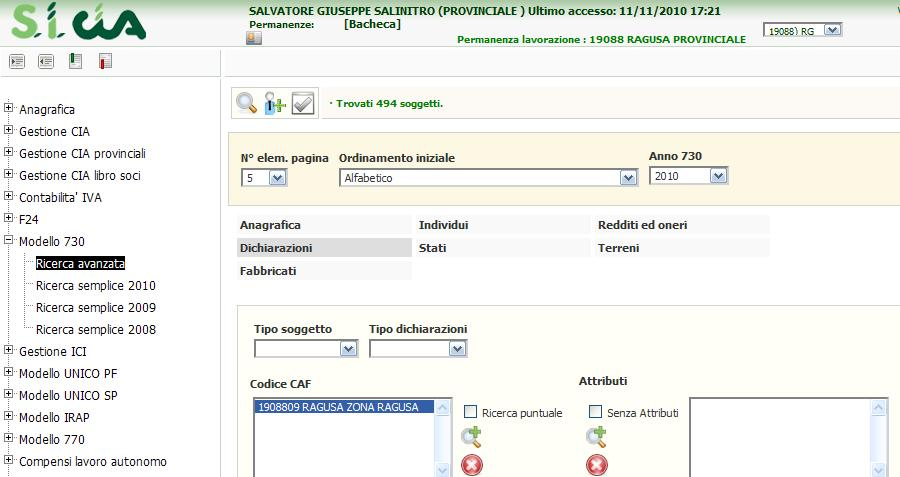 S.I. CIA
SALVATORE GIUSEPPE SALINITRO (PROVINCIALE ) Ultimo accesso: 11/11/2010 17:21
Permanenze: [Bacheca]
Permanenza lavorazione : 19088 RAGUSA PROVINCIALE
19088) RG
· Trovati 494 soggetti.
Anagrafica
Gestione CIA
Gestione CIA provinciali
Gestione CIA libro soci
Contabilita' IVA
F24
Modello 730
Ricerca avanzata
Ricerca semplice 2010
Ricerca semplice 2009
Ricerca semplice 2008
Gestione ICI
Modello UNICO PF
Modello UNICO SP
Modello IRAP
Modello 770
Compensi lavoro autonomo
N° elem. pagina Ordinamento iniziale Anno 730
5 Alfabetico 2010
Anagrafica Individui Redditi ed oneri
Dichiarazioni Stati Terreni
Fabbricati
Tipo soggetto Tipo dichiarazioni
Codice CAF Attributi
1908809 RAGUSA ZONA RAGUSA Ricerca puntuale Senza Attributi